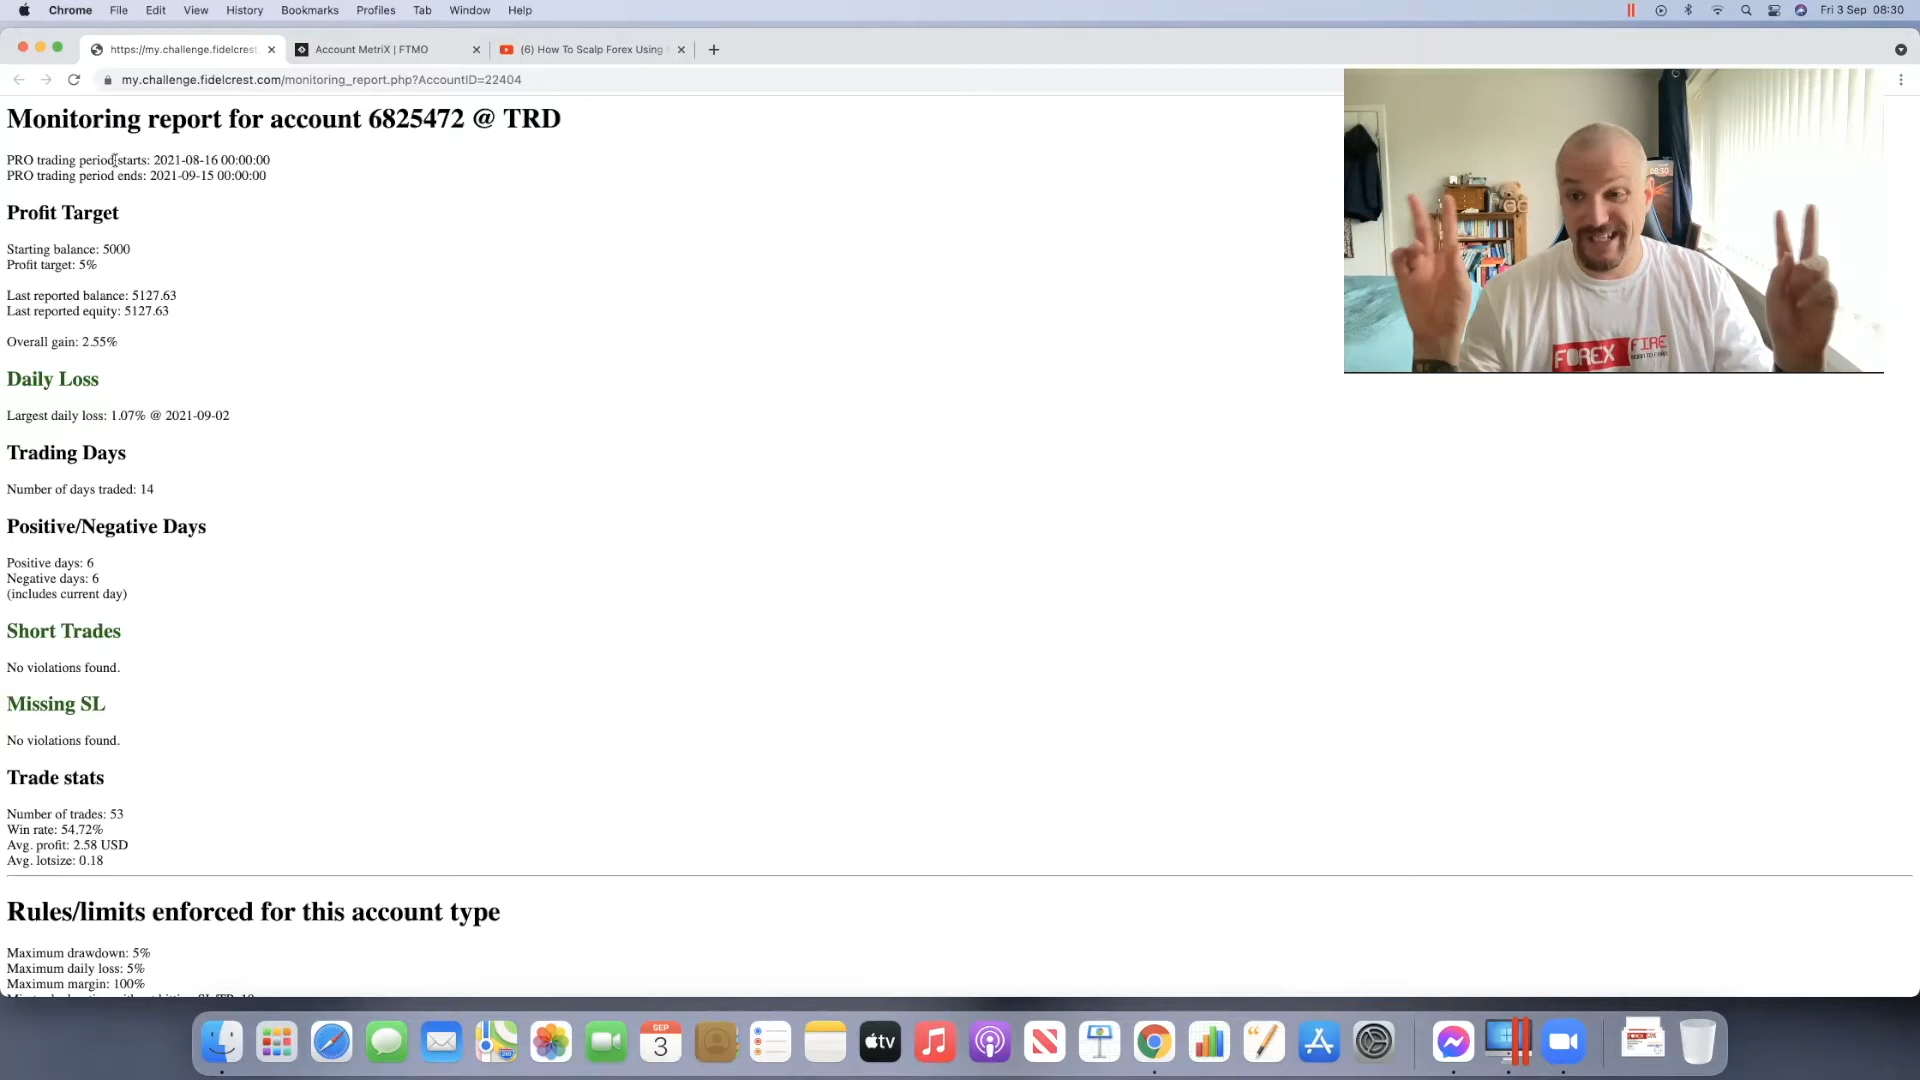 Chrome File Edit View History Bookmarks Profiles Tab Window Help Fri 3 Sep 08:30
https://my.challenge.fidelcrest Account MetriX | FTMO (6) How To Scalp Forex Using
my.challenge.fidelcrest.com/monitoring_report.php?AccountID=22404
Monitoring report for account 6825472 @ TRD
PRO trading period starts: 2021-08-16 00:00:00
PRO trading period ends: 2021-09-15 00:00:00
Profit Target
Starting balance: 5000
Profit target: 5%
Last reported balance: 5127.63
Last reported equity: 5127.63
Overall gain: 2.55%
Daily Loss
Largest daily loss: 1.07% @ 2021-09-02
Trading Days
Number of days traded: 14
Positive/Negative Days
Positive days: 6
Negative days: 6
(includes current day)
Short Trades
No violations found.
Missing SL
No violations found.
Trade stats
Number of trades: 53
Win rate: 54.72%
Avg. profit: 2.58 USD
Avg. lotsize: 0.18
Rules/limits enforced for this account type
Maximum drawdown: 5%
Maximum daily loss: 5%
Maximum margin: 100%
FOREX FIRE
BORN TO
08:30
SEP
3
tv